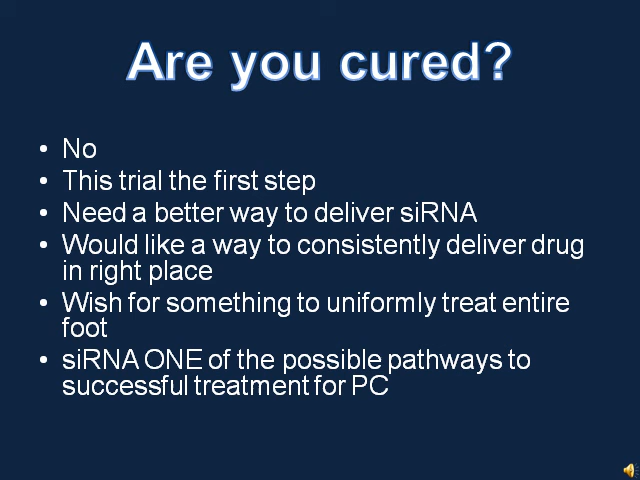 Are you cured?
• No
• This trial the first step
• Need a better way to deliver siRNA
• Would like a way to consistently deliver drug
in right place
• Wish for something to uniformly treat entire
foot
• siRNA ONE of the possible pathways to
successful treatment for PC